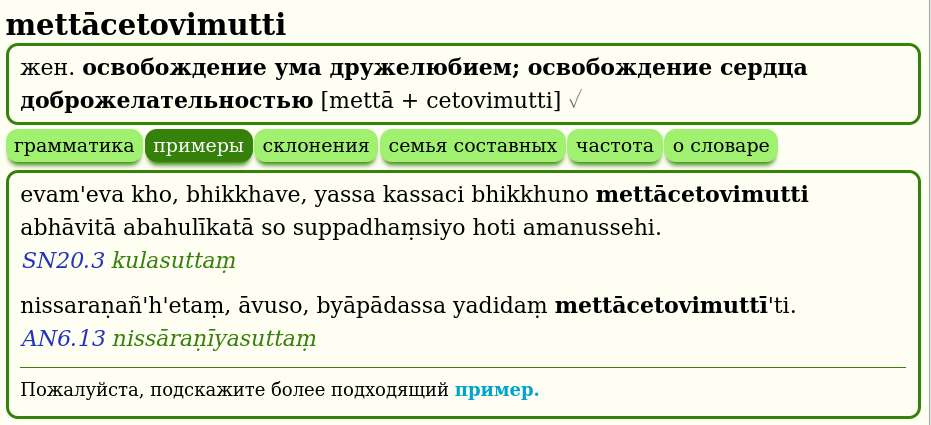 mettācetovimutti
жен. освобождение ума дружелюбием; освобождение сердца
доброжелательностью [mettā + cetovimutti] √
грамматика примеры склонения семья составных частота о словаре
evam'eva kho, bhikkhave, yassa kassaci bhikkhuno mettācetovimutti
abhāvitā abahulīkatā so suppadhaṃsiyo hoti amanussehi.
SN20.3 kulasuttaṃ
nissaraṇañ'h'etaṃ, āvuso, byāpādassa yadidaṃ mettācetovimuttī'ti.
AN6.13 nissāraṇīyasuttaṃ
Пожалуйста, подскажите более подходящий пример.